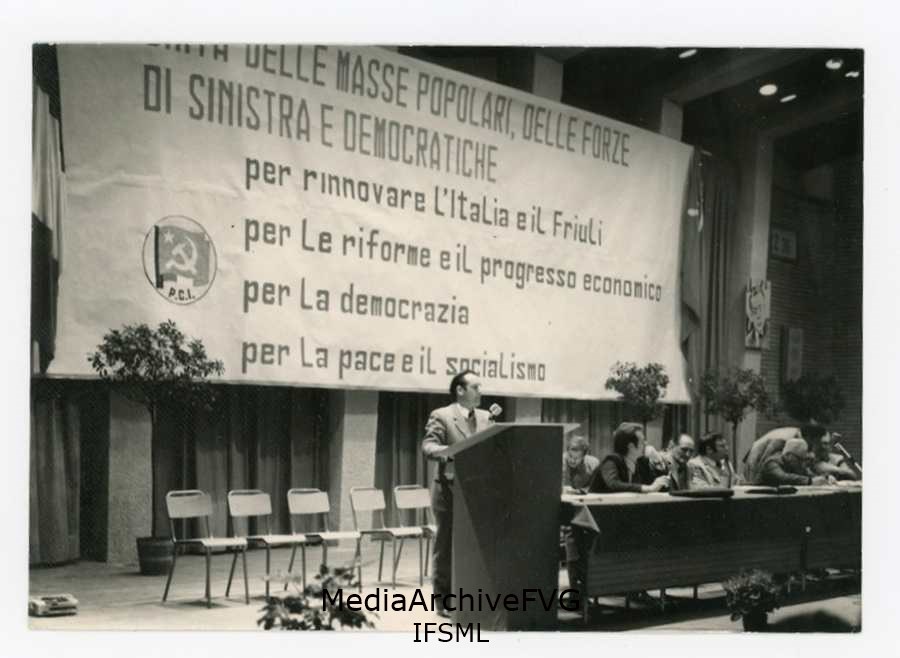 DELLE MASSE POPOLARI, DELLE FORZE
DI SINISTRA E DEMOCRATICHE
per rinnovare L'Italia e il Friuli
per Le riforme e il progresso economico
per La democrazia
per La pace e il socialismo
P.C.I.
MediaArchiveFVG
IFSML